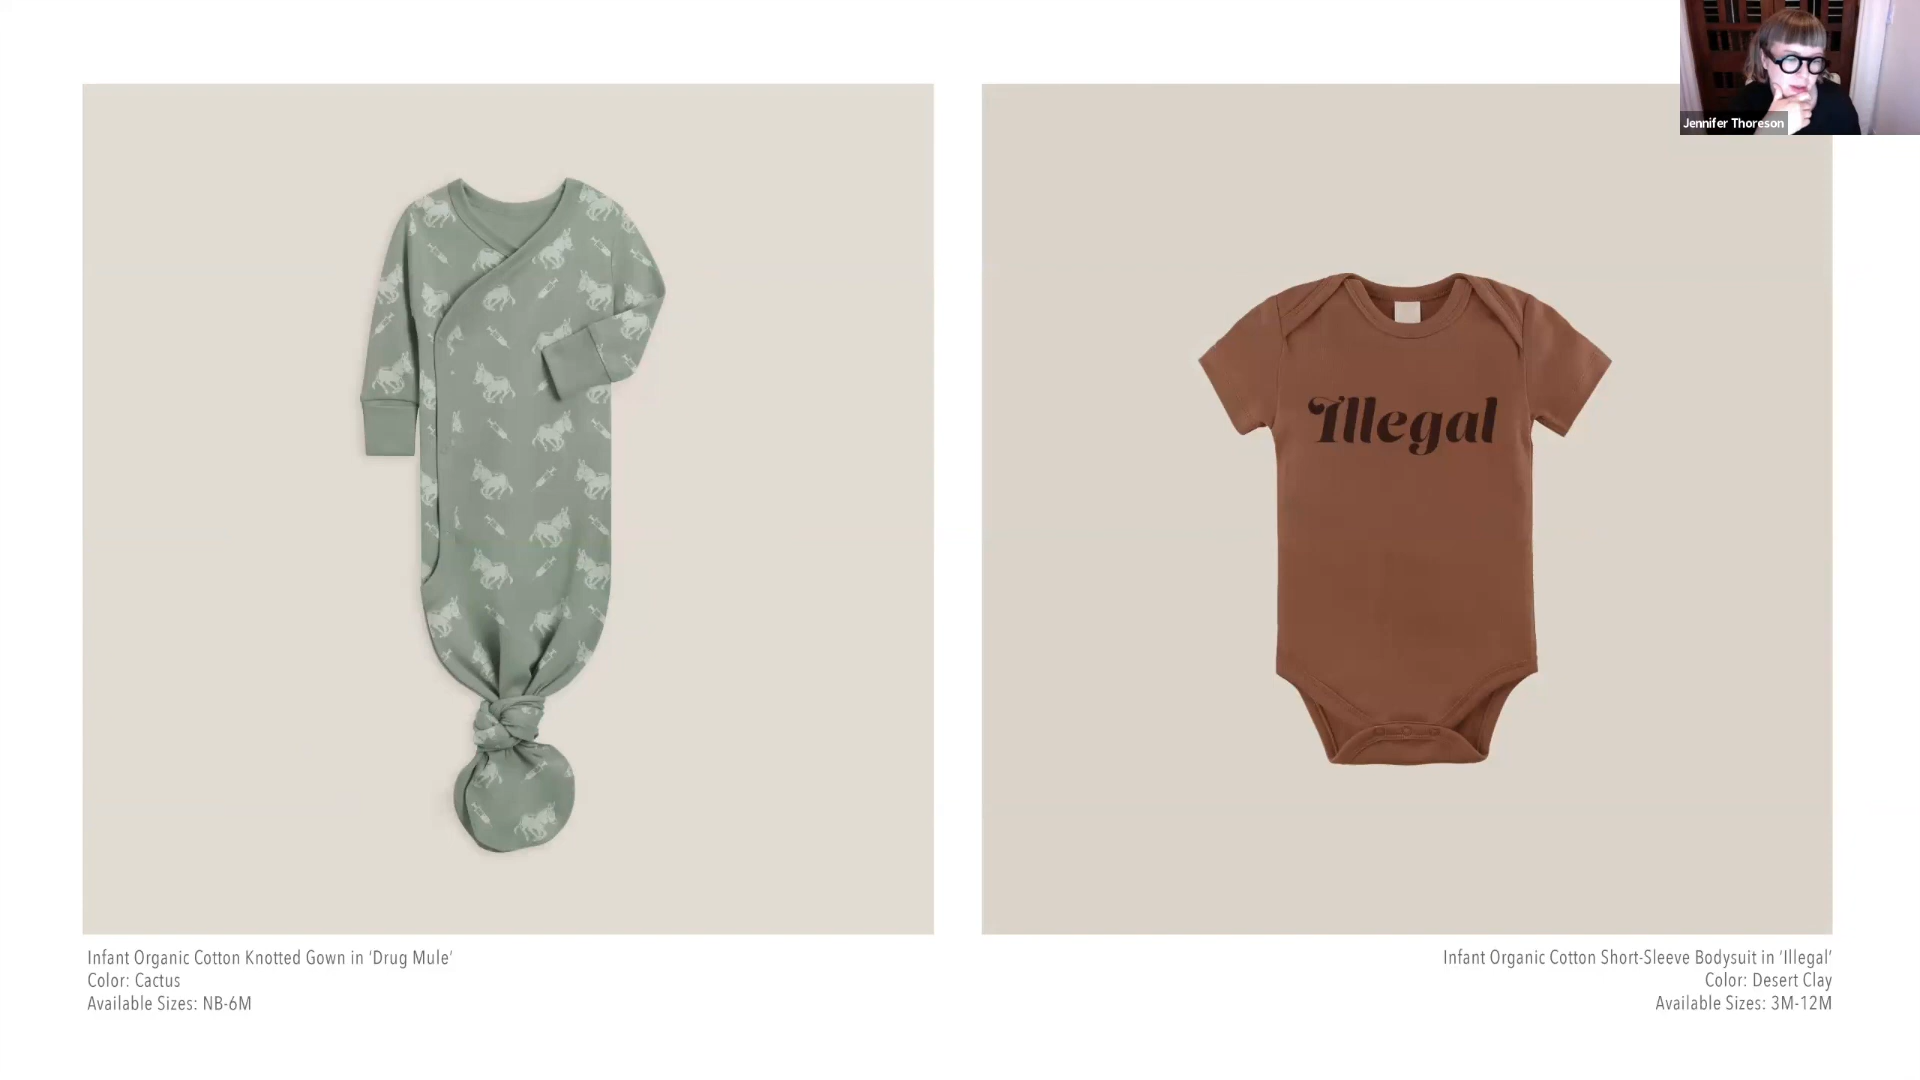 Jennifer Thoreson
Illegal
Infant Organic Cotton Knotted Gown in 'Drug Mule'
Color: Cactus
Available Sizes: NB-6M
Infant Organic Cotton Short-Sleeve Bodysuit in 'Illegal'
Color: Desert Clay
Available Sizes: 3M-12M